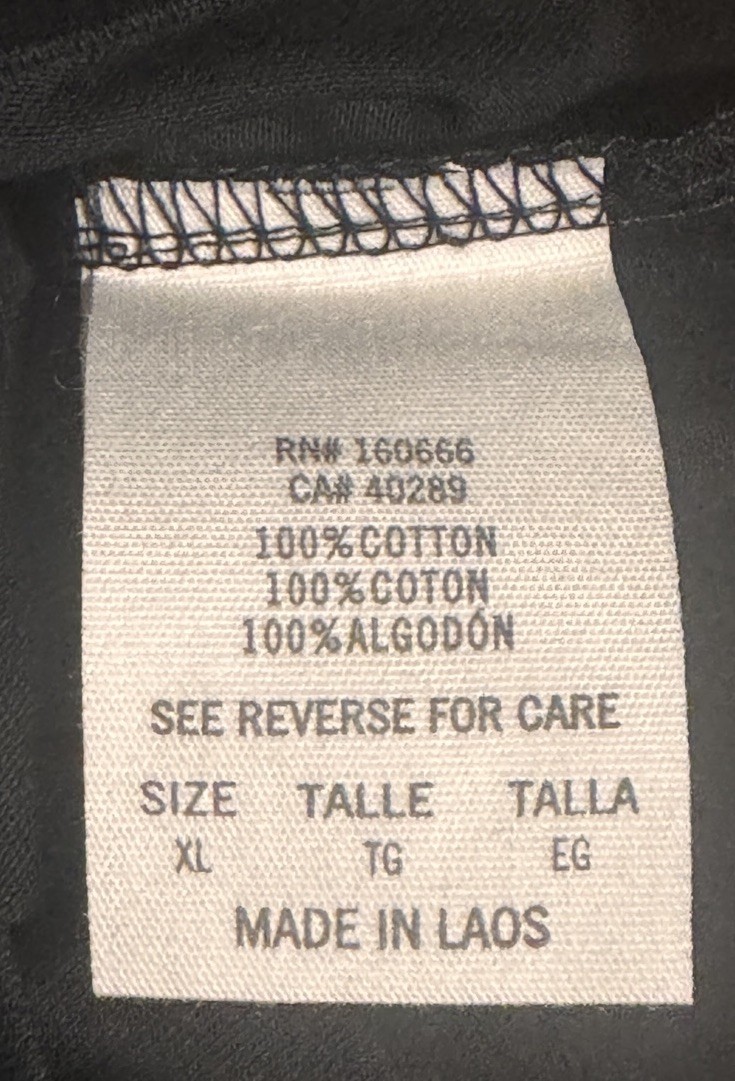 RN# 160666
CA# 40289
100%COTTON
100%COTON
100%ALGODÓN
SEE REVERSE FOR CARE
SIZE TALLE TALLA
XL TG EG
MADE IN LAOS